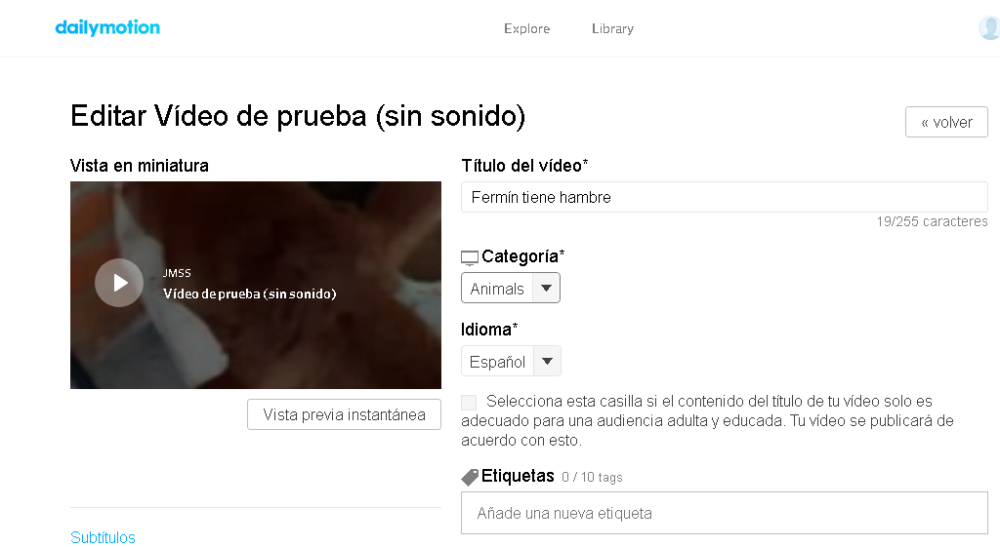 dailymotion
Explore
Library
Editar Vídeo de prueba (sin sonido)
« volver
Vista en miniatura
JMSS
Vídeo de prueba (sin sonido)
Vista previa instantánea
Subtítulos
Título del vídeo*
Fermín tiene hambre
19/255 caracteres
Categoría*
Animals
Idioma*
Español
Selecciona esta casilla si el contenido del título de tu vídeo solo es
adecuado para una audiencia adulta y educada. Tu vídeo se publicará de
acuerdo con esto.
Etiquetas 0 / 10 tags
Añade una nueva etiqueta